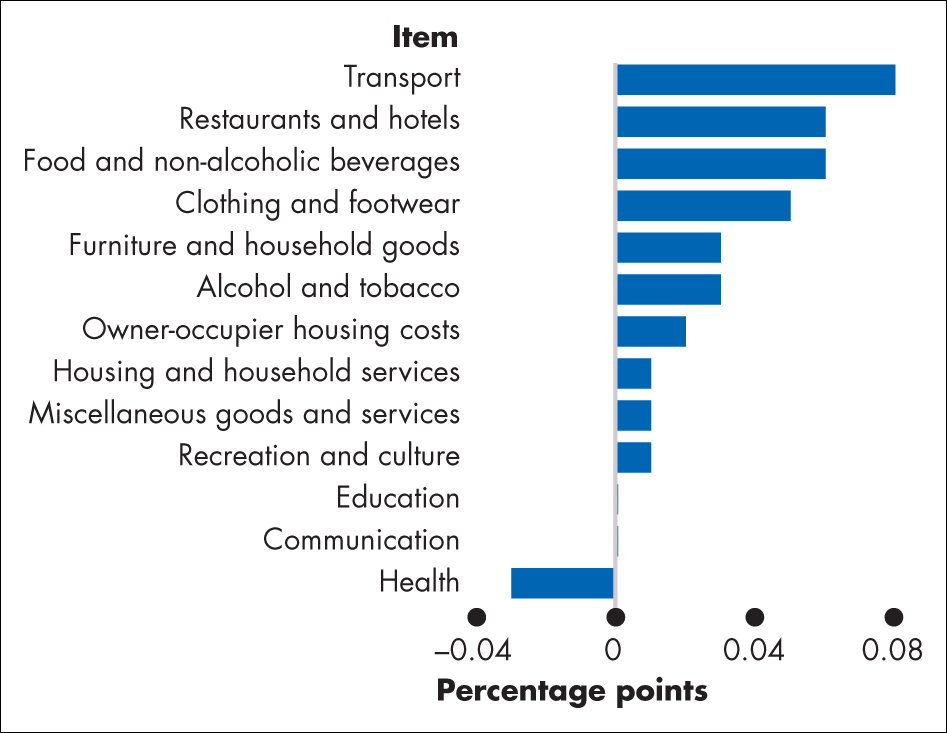 Item
Transport
Restaurants and hotels
Food and non-alcoholic beverages
Clothing and footwear
Furniture and household goods
Alcohol and tobacco
Owner-occupier housing costs
Housing and household services
Miscellaneous goods and services
Recreation and culture
Education
Communication
Health
–0.04 0 0.04 0.08
Percentage points